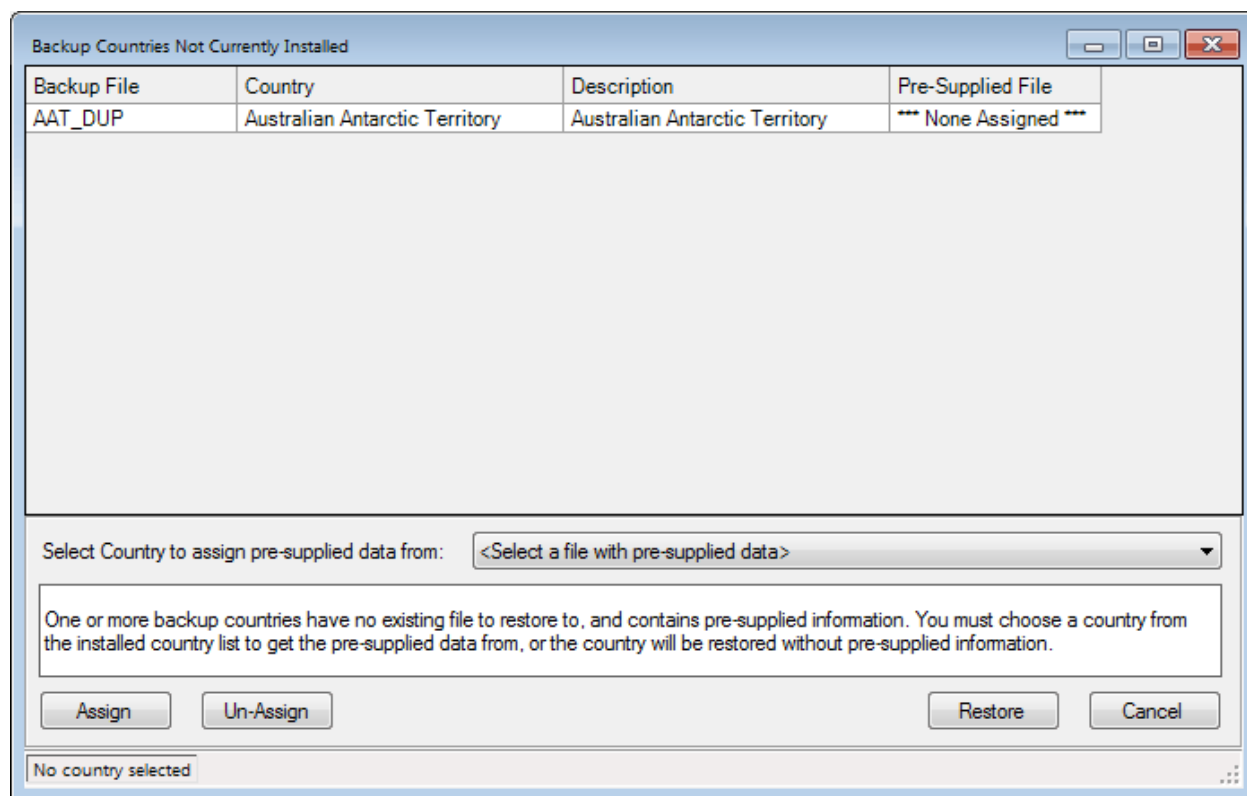 Backup Countries Not Currently Installed
Backup File Country Description Pre-Supplied File
AAT_DUP Australian Antarctic Territory Australian Antarctic Territory *** None Assigned ***
Select Country to assign pre-supplied data from: <Select a file with pre-supplied data>
One or more backup countries have no existing file to restore to, and contains pre-supplied information. You must choose a country from
the installed country list to get the pre-supplied data from, or the country will be restored without pre-supplied information.
Assign Un-Assign Restore Cancel
No country selected